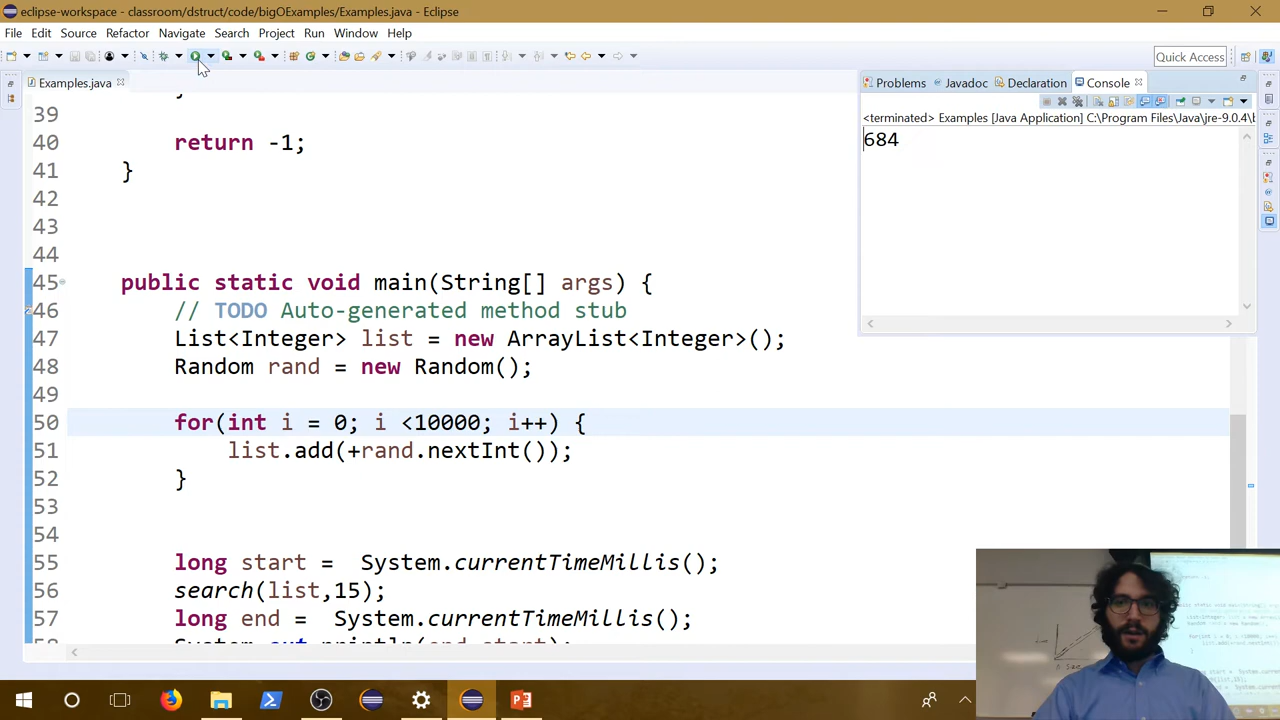 eclipse-workspace - classroom/dstruct/code/bigOExamples/Examples.java - Eclipse
File Edit Source Refactor Navigate Search Project Run Window Help
Quick Access
Examples.java
Problems Javadoc Declaration Console
<terminated> Examples [Java Application] C:\Program Files\Java\jre-9.0.4\b
684
39
40 return -1;
41 }
42
43
44
45 public static void main(String[] args) {
46 // TODO Auto-generated method stub
47 List<Integer> list = new ArrayList<Integer>();
48 Random rand = new Random();
49
50 for(int i = 0; i <10000; i++) {
51 list.add(+rand.nextInt());
52 }
53
54
55 long start = System.currentTimeMillis();
56 search(list,15);
57 long end = System.currentTimeMillis();